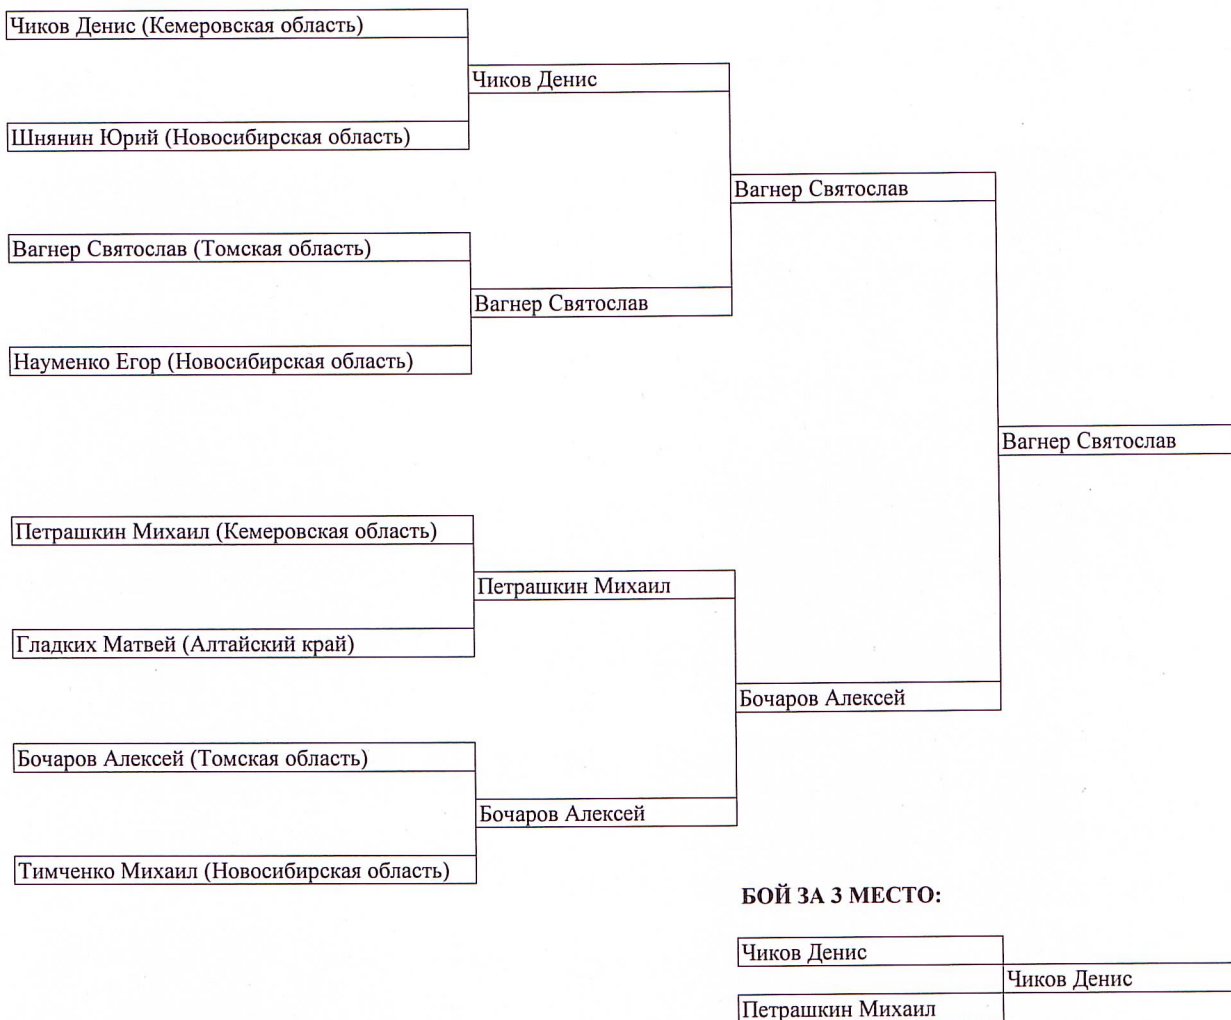 Чиков Денис (Кемеровская область)
Чиков Денис
Шнянин Юрий (Новосибирская область)
Вагнер Святослав
Вагнер Святослав (Томская область)
Вагнер Святослав
Науменко Егор (Новосибирская область)
Вагнер Святослав
Петрашкин Михаил (Кемеровская область)
Петрашкин Михаил
Гладких Матвей (Алтайский край)
Бочаров Алексей
Бочаров Алексей (Томская область)
Бочаров Алексей
Тимченко Михаил (Новосибирская область)
БОЙ ЗА 3 МЕСТО:
Чиков Денис
Чиков Денис
Петрашкин Михаил